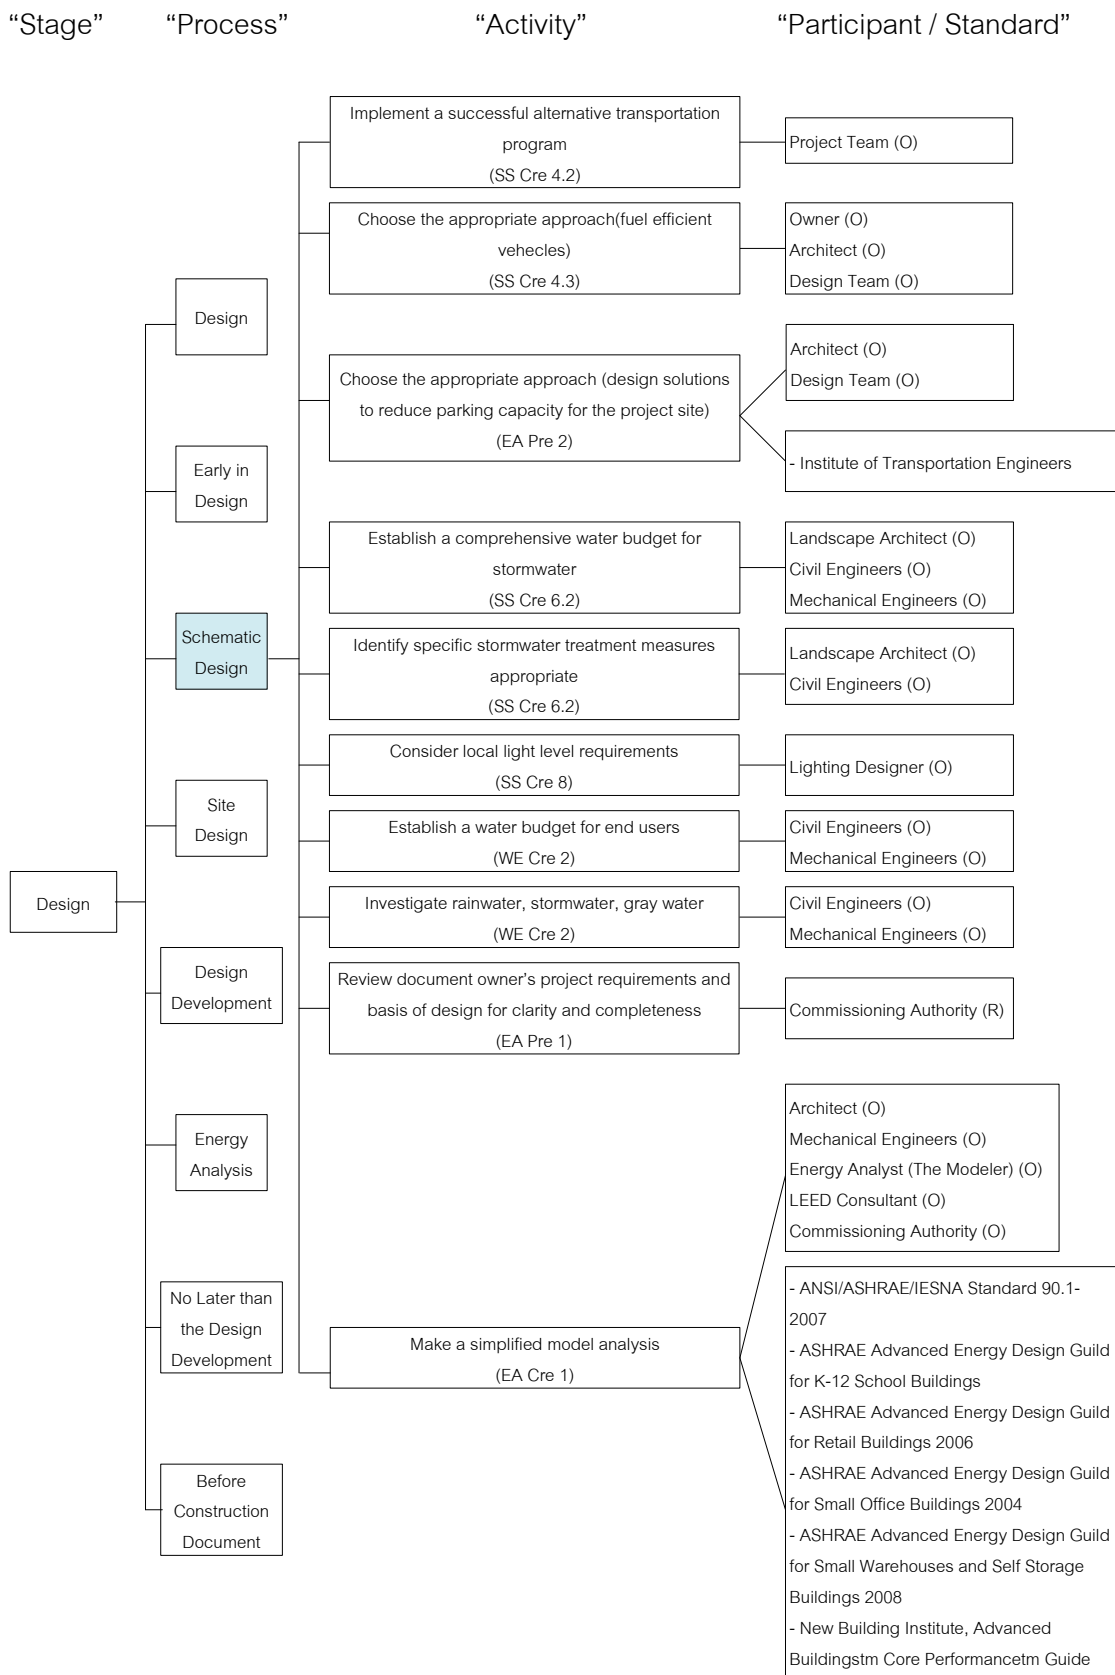 “Stage”
“Process”
“Activity”
“Participant / Standard”
Design
Design
Early in
Design
Schematic
Design
Site
Design
Design
Development
Energy
Analysis
No Later than
the Design
Development
Before
Construction
Document
Implement a successful alternative transportation
program
(SS Cre 4.2)
Project Team (O)
Choose the appropriate approach(fuel efficient
vehecles)
(SS Cre 4.3)
Owner (O)
Architect (O)
Design Team (O)
Choose the appropriate approach (design solutions
to reduce parking capacity for the project site)
(EA Pre 2)
Architect (O)
Design Team (O)
- Institute of Transportation Engineers
Establish a comprehensive water budget for
stormwater
(SS Cre 6.2)
Landscape Architect (O)
Civil Engineers (O)
Mechanical Engineers (O)
Identify specific stormwater treatment measures
appropriate
(SS Cre 6.2)
Landscape Architect (O)
Civil Engineers (O)
Consider local light level requirements
(SS Cre 8)
Lighting Designer (O)
Establish a water budget for end users
(WE Cre 2)
Civil Engineers (O)
Mechanical Engineers (O)
Investigate rainwater, stormwater, gray water
(WE Cre 2)
Civil Engineers (O)
Mechanical Engineers (O)
Review document owner’s project requirements and
basis of design for clarity and completeness
(EA Pre 1)
Commissioning Authority (R)
Make a simplified model analysis
(EA Cre 1)
Architect (O)
Mechanical Engineers (O)
Energy Analyst (The Modeler) (O)
LEED Consultant (O)
Commissioning Authority (O)
- ANSI/ASHRAE/IESNA Standard 90.1-
2007
- ASHRAE Advanced Energy Design Guild
for K-12 School Buildings
- ASHRAE Advanced Energy Design Guild
for Retail Buildings 2006
- ASHRAE Advanced Energy Design Guild
for Small Office Buildings 2004
- ASHRAE Advanced Energy Design Guild
for Small Warehouses and Self Storage
Buildings 2008
- New Building Institute, Advanced
Buildingstm Core Performancetm Guide